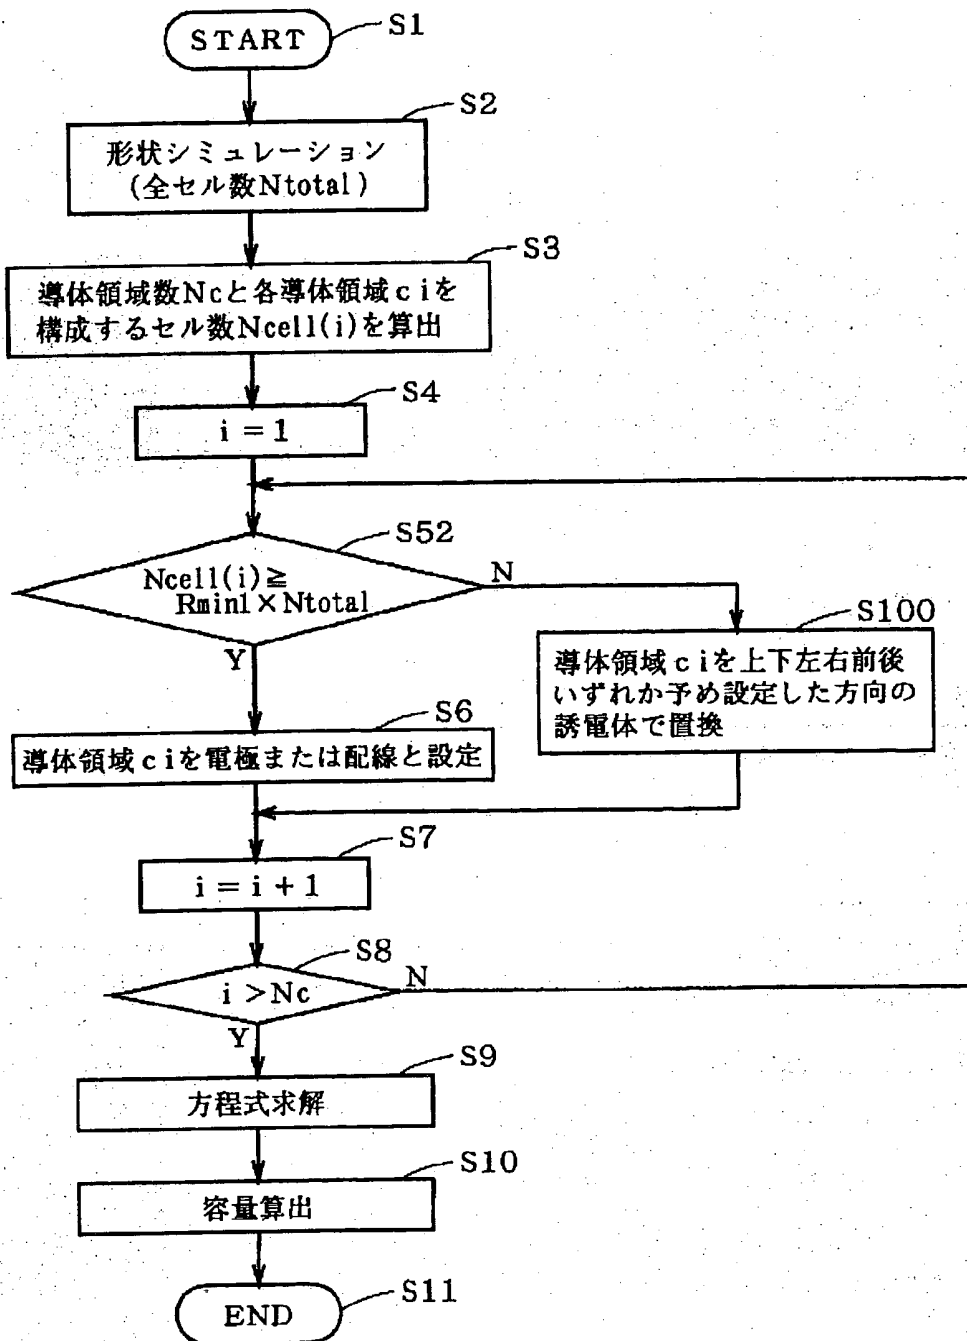 START
S1
S2
形状シミュレーション
(全セル数Ntotal)
S3
導体領域数Ncと各導体領域ciを
構成するセル数Ncell(i)を算出
S4
i=1
S52
Ncell(i)≧
Rmin1×Ntotal
N
Y
S100
導体領域ciを上下左右前後
いずれか予め設定した方向の
誘電体で置換
S6
導体領域ciを電極または配線と設定
S7
i=i+1
S8
i>Nc
N
Y
S9
方程式求解
S10
容量算出
S11
END